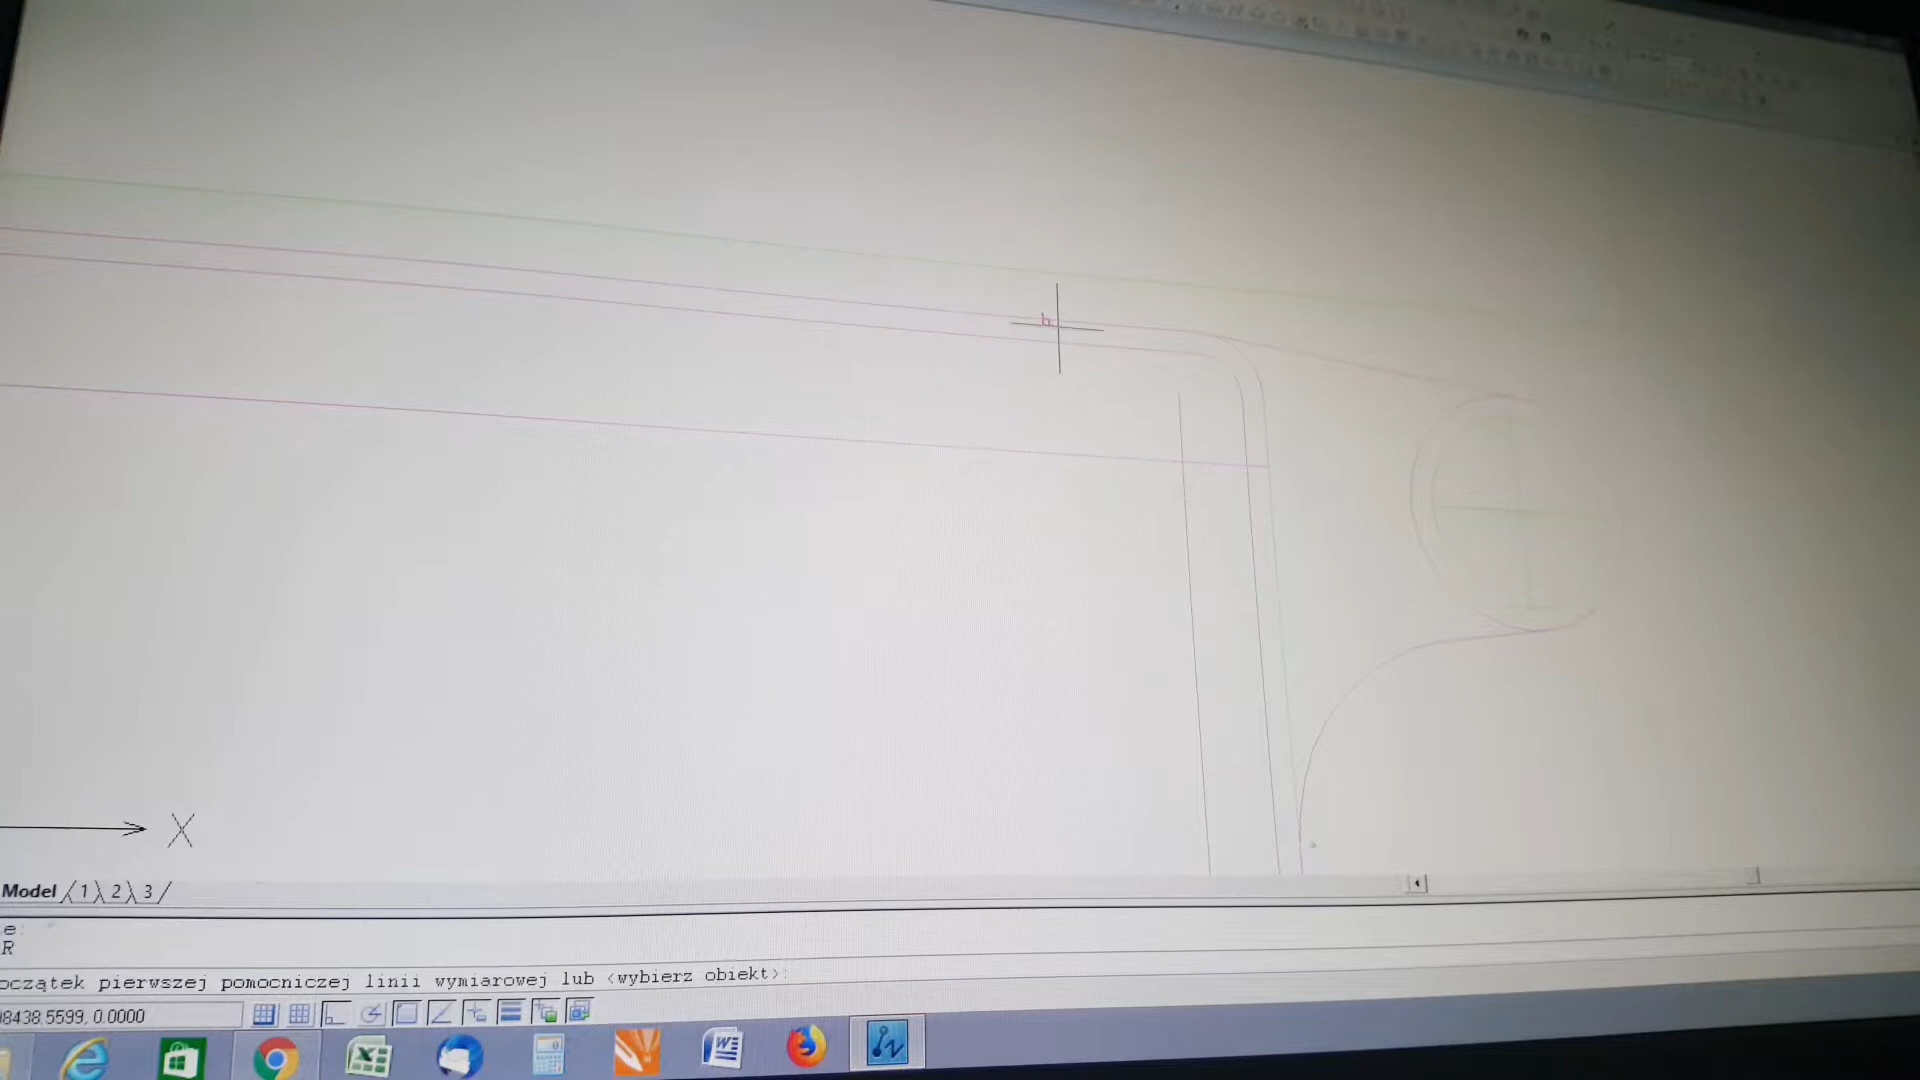 X
Model 1 2 3
e:
R
oczątek pierwszej pomocniczej linii wymiarowej lub <wybierz obiekt>:
8438.5599, 0.0000